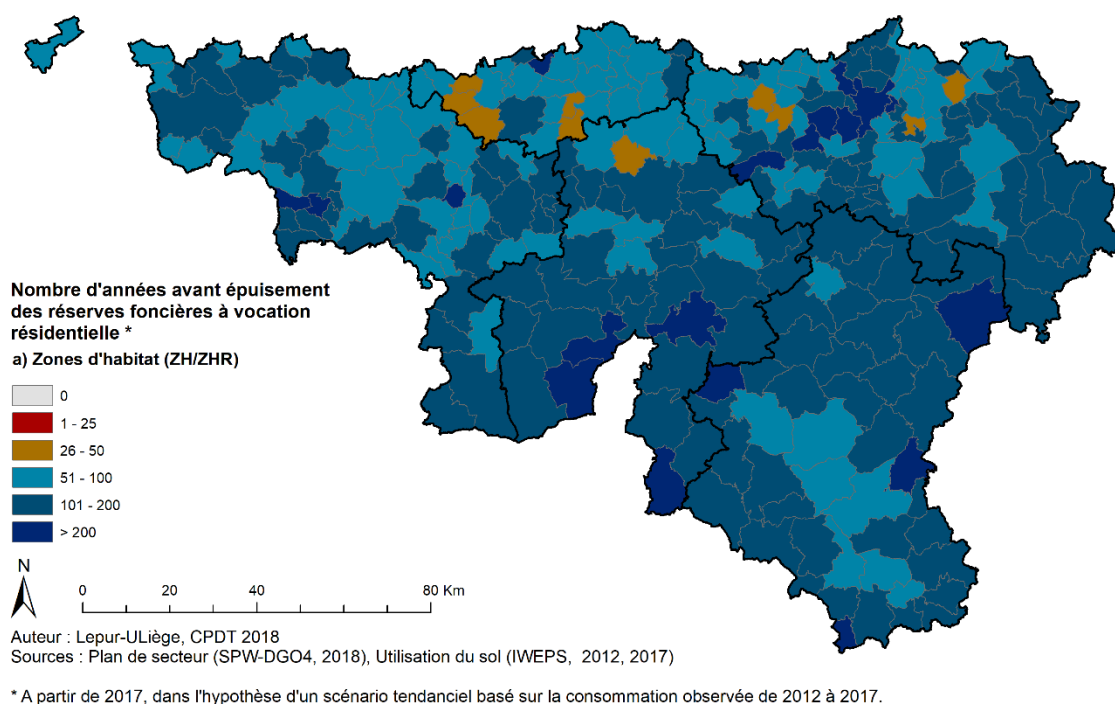 Nombre d'années avant épuisement
des réserves foncières à vocation
résidentielle *
a) Zones d'habitat (ZH/ZHR)
0
1 - 25
26 - 50
51 - 100
101 - 200
> 200
N
0 20 40 80 Km
Auteur : Lepur-ULiège, CPDT 2018
Sources : Plan de secteur (SPW-DGO4, 2018), Utilisation du sol (IWEPS, 2012, 2017)
* A partir de 2017, dans l'hypothèse d'un scénario tendanciel basé sur la consommation observée de 2012 à 2017.